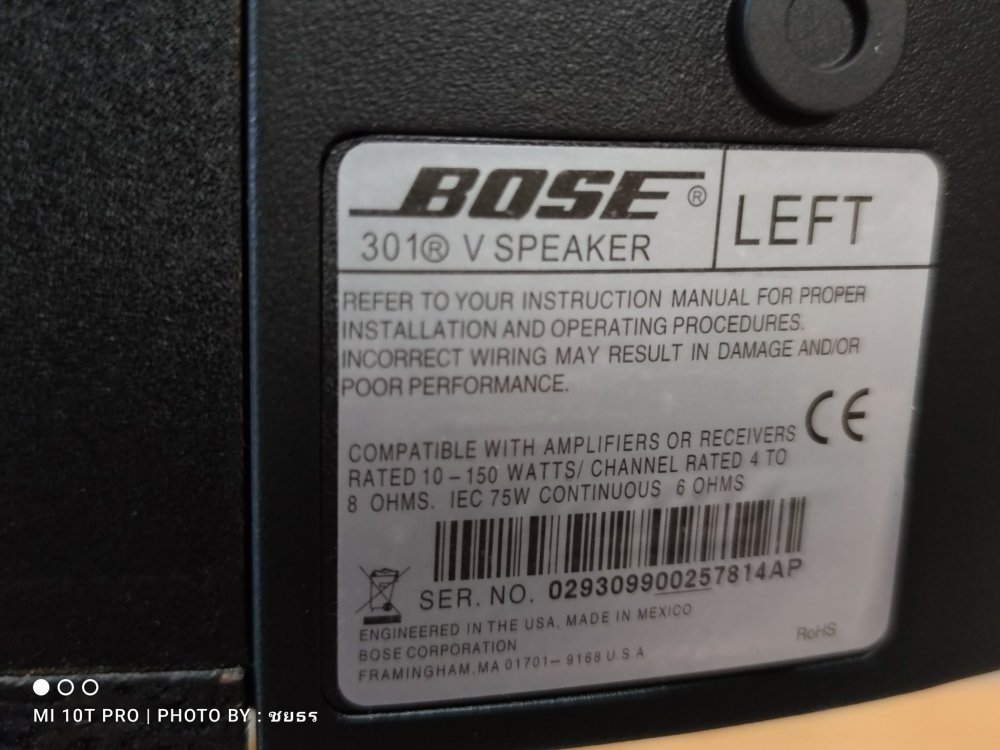 BOSE®
301® V SPEAKER
LEFT
REFER TO YOUR INSTRUCTION MANUAL FOR PROPER
INSTALLATION AND OPERATING PROCEDURES.
INCORRECT WIRING MAY RESULT IN DAMAGE AND/OR
POOR PERFORMANCE.
CE
COMPATIBLE WITH AMPLIFIERS OR RECEIVERS
RATED 10 – 150 WATTS/ CHANNEL RATED 4 TO
8 OHMS. IEC 75W CONTINUOUS 6 OHMS
SER. NO. 029309900257814AP
ENGINEERED IN THE USA, MADE IN MEXICO
BOSE CORPORATION
FRAMINGHAM, MA 01701– 9168 U.S.A
RoHS
MI 10T PRO | PHOTO BY : ชยธร